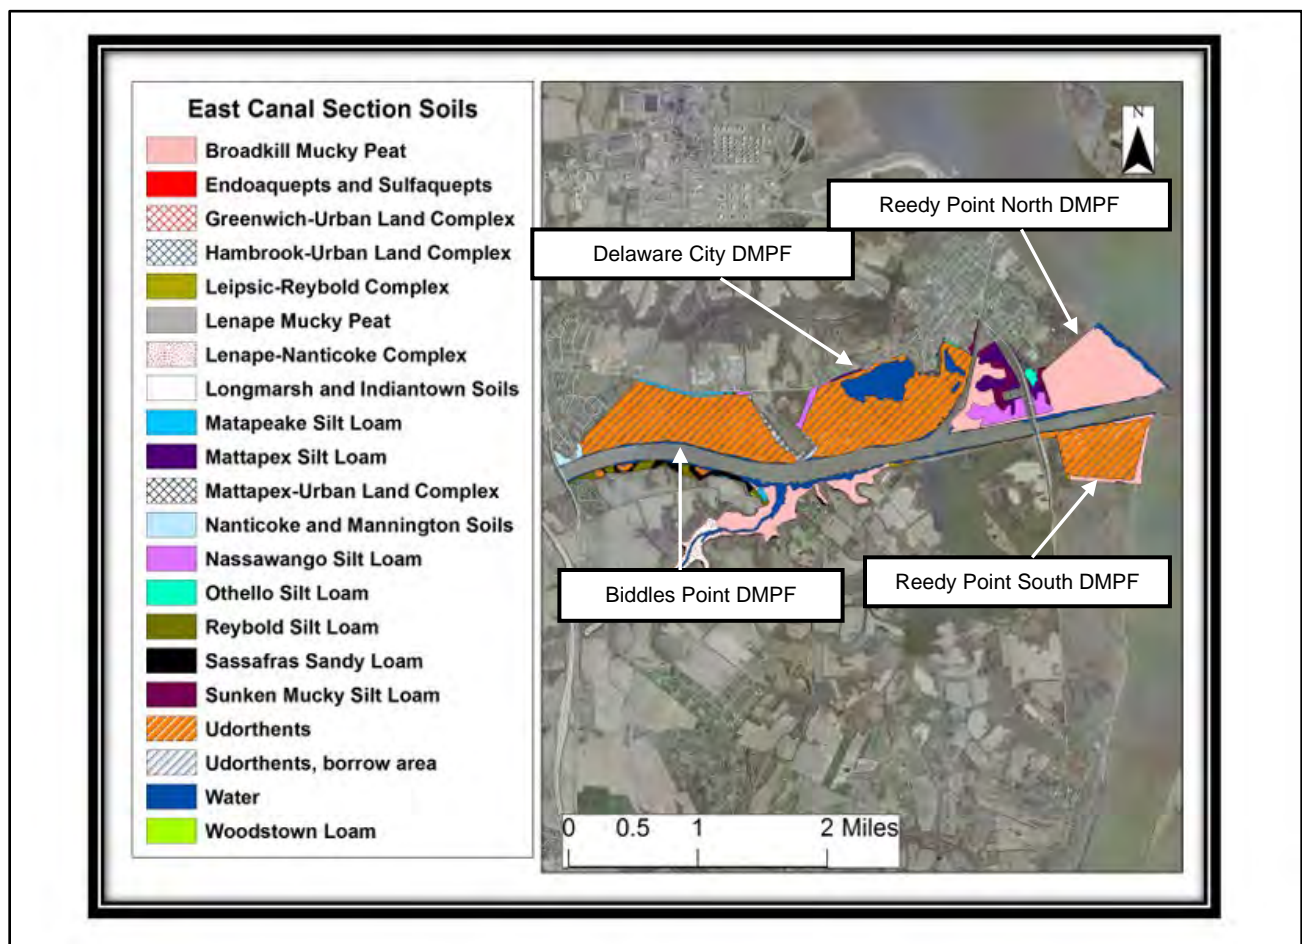 East Canal Section Soils
Broadkill Mucky Peat
Endoaquepts and Sulfaquepts
Greenwich-Urban Land Complex
Hambrook-Urban Land Complex
Leipsic-Reybold Complex
Lenape Mucky Peat
Lenape-Nanticoke Complex
Longmarsh and Indiantown Soils
Matapeake Silt Loam
Mattapex Silt Loam
Mattapex-Urban Land Complex
Nanticoke and Mannington Soils
Nassawango Silt Loam
Othello Silt Loam
Reybold Silt Loam
Sassafras Sandy Loam
Sunken Mucky Silt Loam
Udorthents
Udorthents, borrow area
Water
Woodstown Loam
N
Reedy Point North DMPF
Delaware City DMPF
Biddles Point DMPF
Reedy Point South DMPF
0 0.5 1 2 Miles